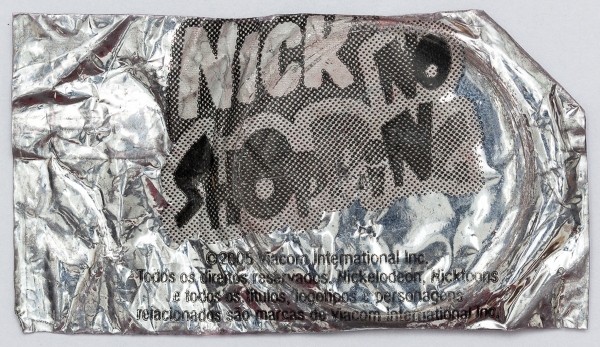 NICK NO
SHOPPING
©2005 Viacom International Inc.
Todos os direitos reservados. Nickelodeon, Nicktoons
e todos os títulos, logotipos e personagens
relacionados são marcas de Viacom International Inc.